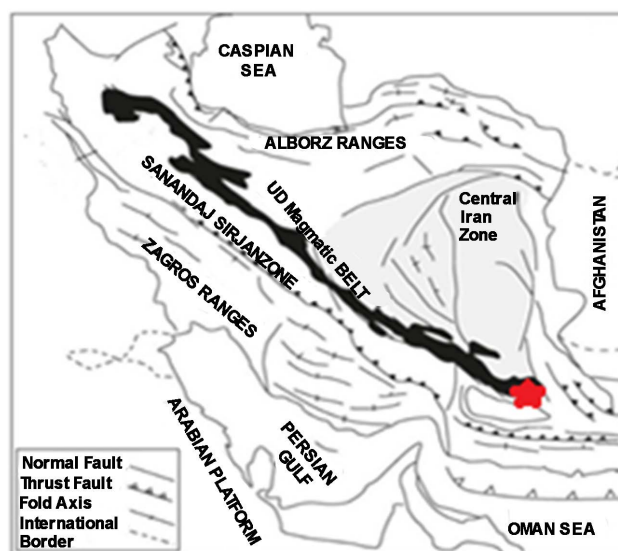 CASPIAN
SEA
ALBORZ RANGES
Central
Iran
Zone
AFGHANISTAN
SANANDAJ SIRJANZONE
UD Magmatic BELT
ZAGROS RANGES
PERSIAN
GULF
ARABIAN PLATFORM
OMAN SEA
Normal Fault
Thrust Fault
Fold Axis
International
Border